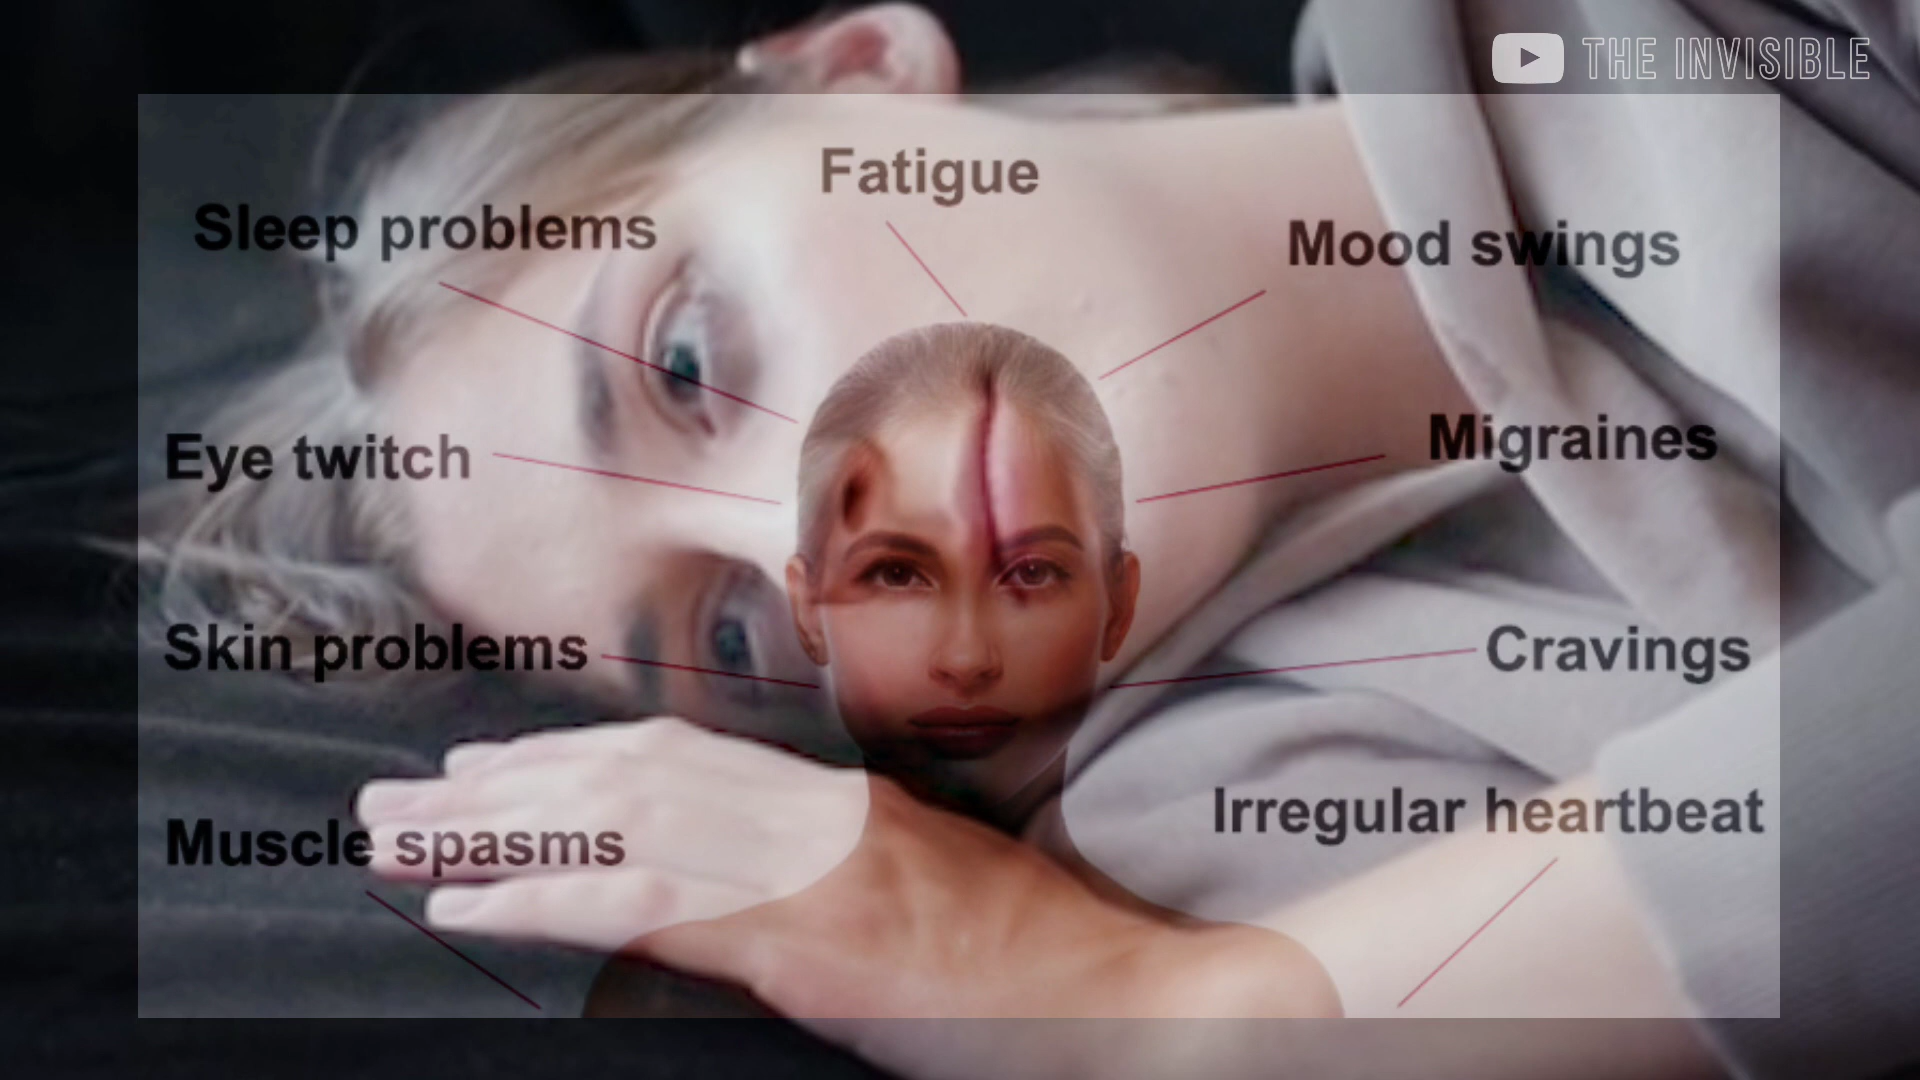 THE INVISIBLE
Fatigue
Sleep problems
Mood swings
Eye twitch
Migraines
Skin problems
Cravings
Muscle spasms
Irregular heartbeat